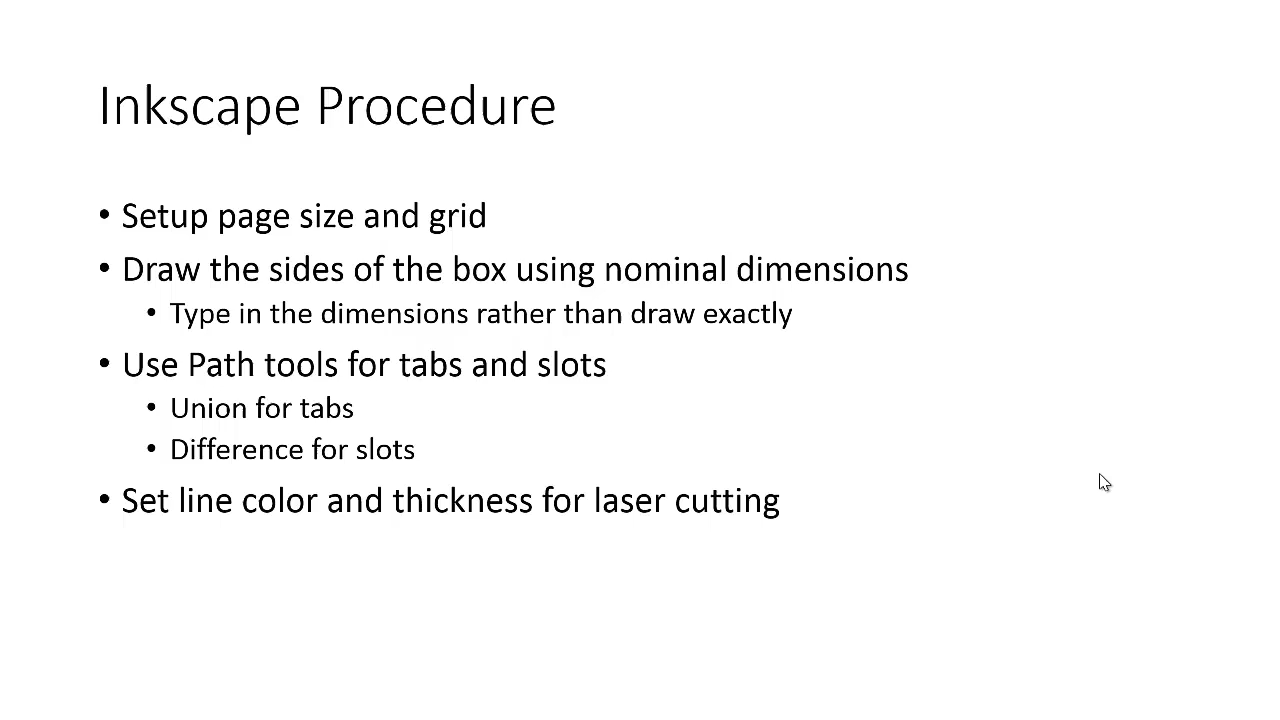 Inkscape Procedure
• Setup page size and grid
• Draw the sides of the box using nominal dimensions
• Type in the dimensions rather than draw exactly
• Use Path tools for tabs and slots
• Union for tabs
• Difference for slots
• Set line color and thickness for laser cutting